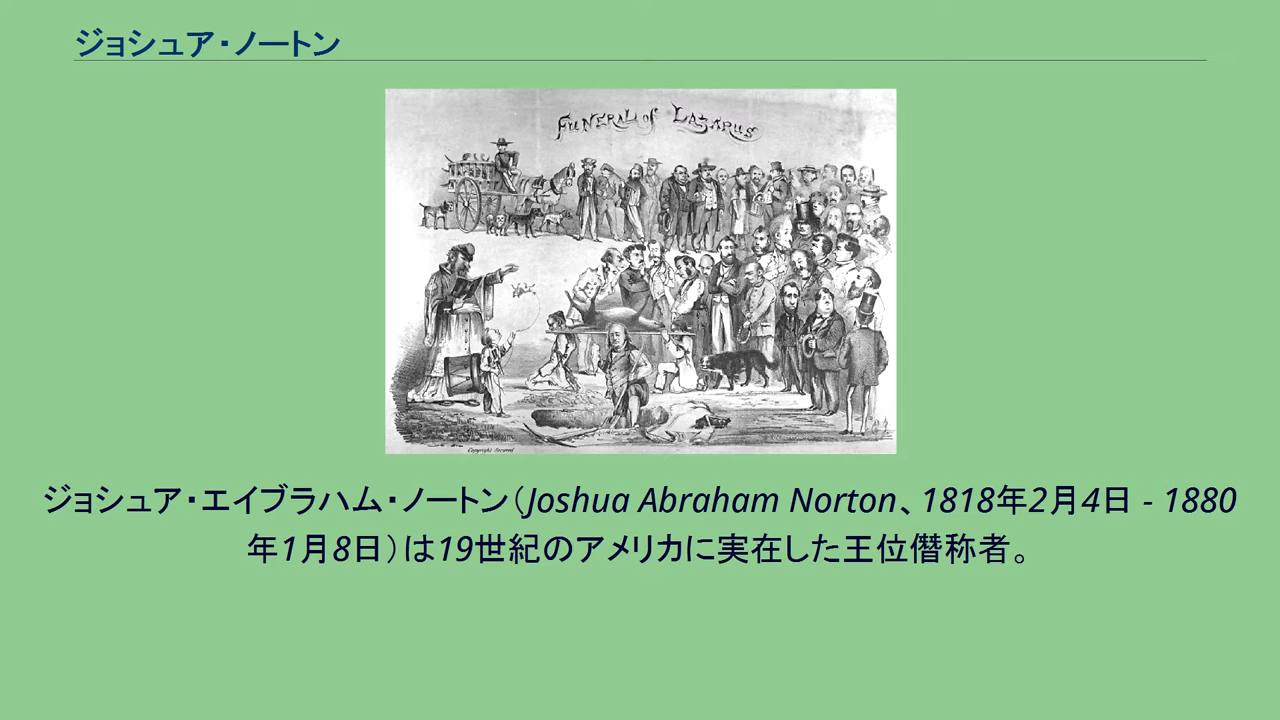 ジョシュア・ノートン
FUNERAL of LAZARUS
Copyright Secured
ジョシュア・エイブラハム・ノートン（Joshua Abraham Norton、1818年2月4日 - 1880
年1月8日）は19世紀のアメリカに実在した王位僭称者。